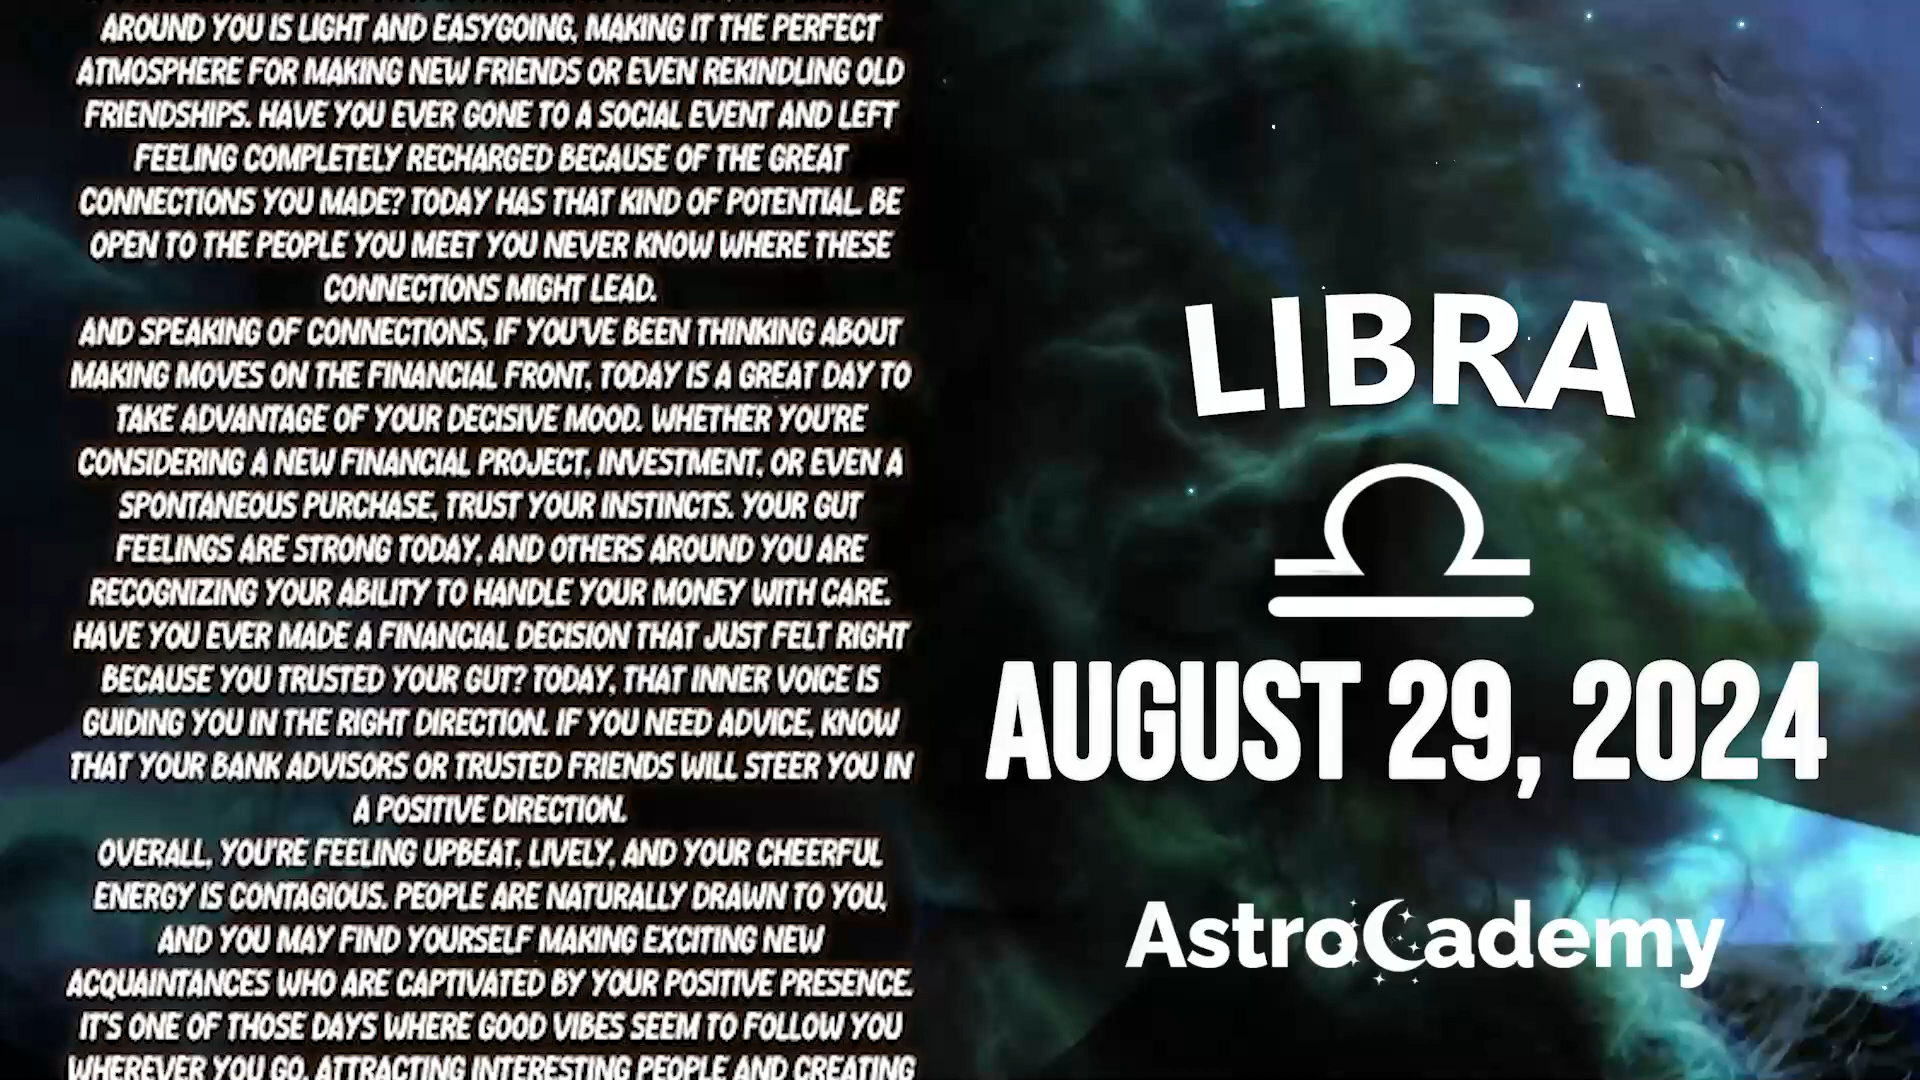 AROUND YOU IS LIGHT AND EASYGOING, MAKING IT THE PERFECT
ATMOSPHERE FOR MAKING NEW FRIENDS OR EVEN REKINDLING OLD
FRIENDSHIPS. HAVE YOU EVER GONE TO A SOCIAL EVENT AND LEFT
FEELING COMPLETELY RECHARGED BECAUSE OF THE GREAT
CONNECTIONS YOU MADE? TODAY HAS THAT KIND OF POTENTIAL. BE
OPEN TO THE PEOPLE YOU MEET YOU NEVER KNOW WHERE THESE
CONNECTIONS MIGHT LEAD.
AND SPEAKING OF CONNECTIONS, IF YOU'VE BEEN THINKING ABOUT
MAKING MOVES ON THE FINANCIAL FRONT, TODAY IS A GREAT DAY TO
TAKE ADVANTAGE OF YOUR DECISIVE MOOD. WHETHER YOU'RE
CONSIDERING A NEW FINANCIAL PROJECT, INVESTMENT, OR EVEN A
SPONTANEOUS PURCHASE, TRUST YOUR INSTINCTS. YOUR GUT
FEELINGS ARE STRONG TODAY, AND OTHERS AROUND YOU ARE
RECOGNIZING YOUR ABILITY TO HANDLE YOUR MONEY WITH CARE.
HAVE YOU EVER MADE A FINANCIAL DECISION THAT JUST FELT RIGHT
BECAUSE YOU TRUSTED YOUR GUT? TODAY, THAT INNER VOICE IS
GUIDING YOU IN THE RIGHT DIRECTION. IF YOU NEED ADVICE, KNOW
THAT YOUR BANK ADVISORS OR TRUSTED FRIENDS WILL STEER YOU IN
A POSITIVE DIRECTION.
OVERALL, YOU'RE FEELING UPBEAT, LIVELY, AND YOUR CHEERFUL
ENERGY IS CONTAGIOUS. PEOPLE ARE NATURALLY DRAWN TO YOU,
AND YOU MAY FIND YOURSELF MAKING EXCITING NEW
ACQUAINTANCES WHO ARE CAPTIVATED BY YOUR POSITIVE PRESENCE.
IT'S ONE OF THOSE DAYS WHERE GOOD VIBES SEEM TO FOLLOW YOU
WHEREVER YOU GO, ATTRACTING INTERESTING PEOPLE AND CREATING
LIBRA
AUGUST 29, 2024
AstroCademy